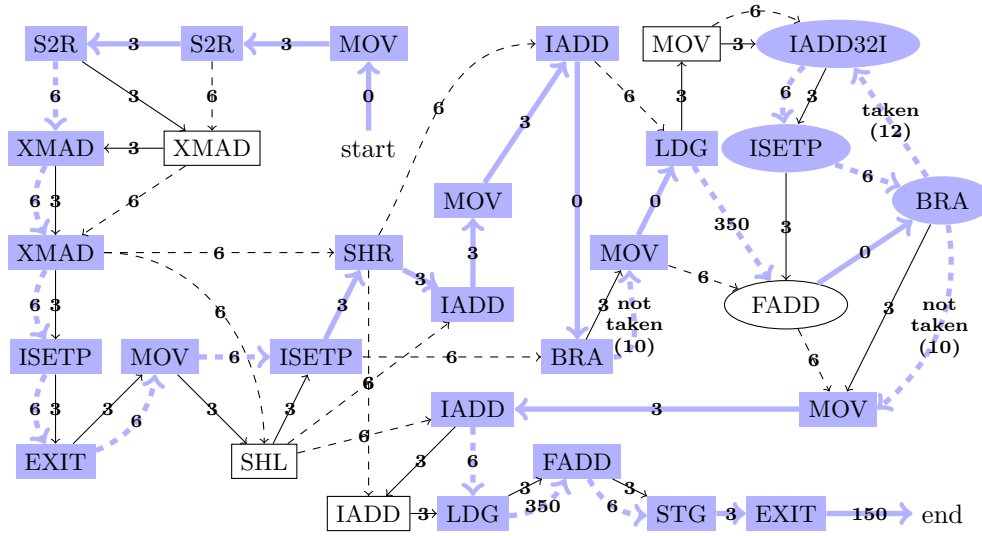 S2R 3 S2R 3 MOV IADD MOV 6 3 IADD32I
6 3 6 0 6 3 6 3 6 taken
(12)
XMAD 3 XMAD start 3 LDG ISETP 6
6 3 6 MOV 0 350 3 0 BRA
XMAD 6 SHR 3 0 MOV 6 FADD 3
6 3 6 3 3 IADD 3 not
taken
(10)
not
taken
(10)
ISETP MOV 6 ISETP 6 BRA 6
6 3 3 6 3 6 6 IADD 3 MOV
EXIT SHL 3 6 FADD
IADD 3 LDG 3 350 6 3 STG 3 EXIT 150 end